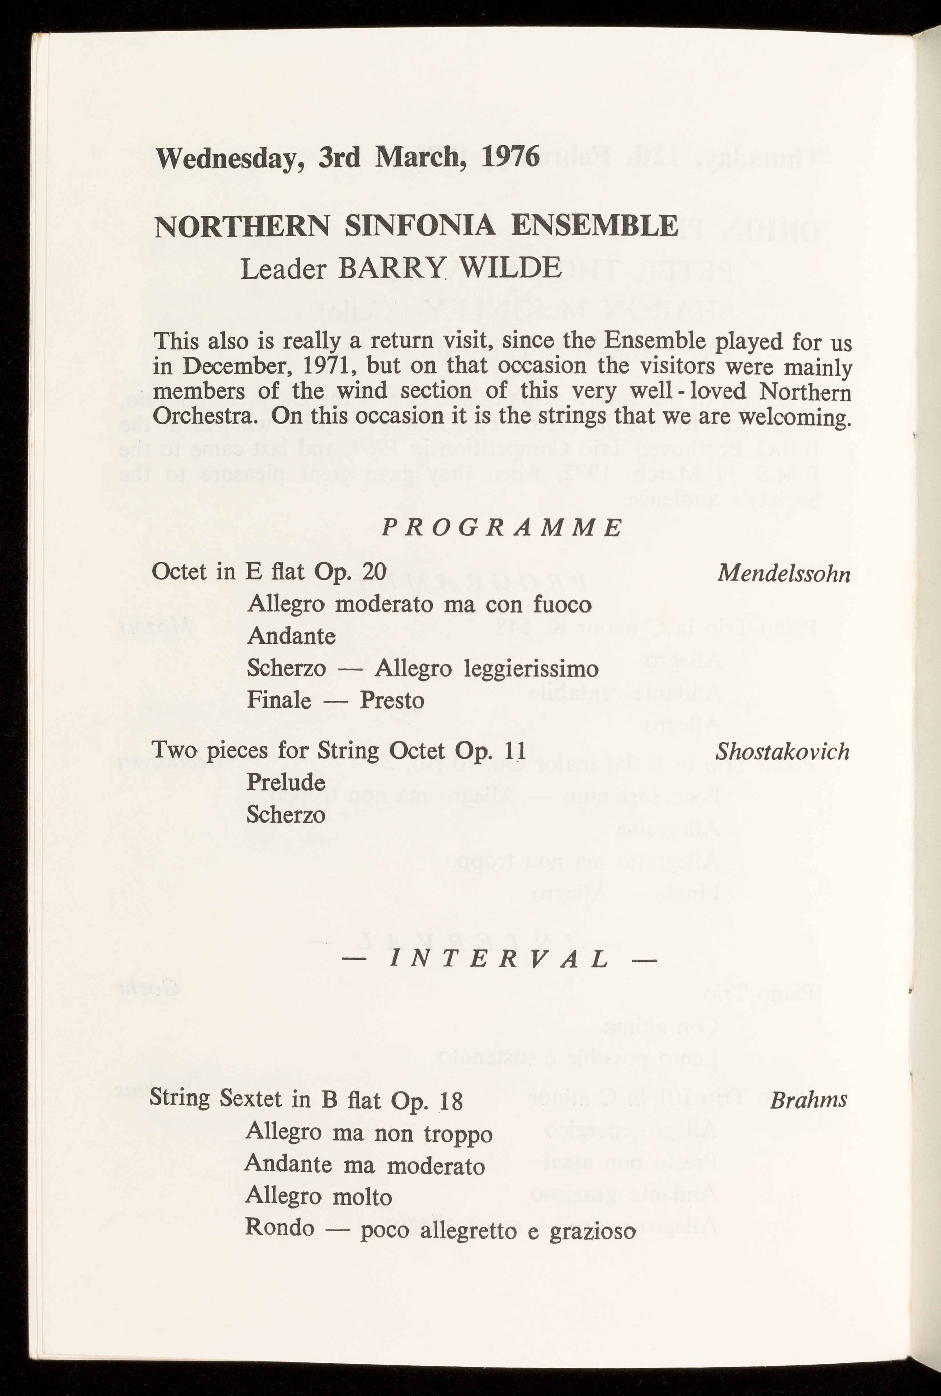 Wednesday, 3rd March, 1976
NORTHERN SINFONIA ENSEMBLE
Leader BARRY WILDE
This also is really a return visit, since the Ensemble played for us
in December, 1971, but on that occasion the visitors were mainly
members of the wind section of this very well-loved Northern
Orchestra. On this occasion it is the strings that we are welcoming.
PROGRAMME
Octet in E flat Op. 20 Mendelssohn
Allegro moderato ma con fuoco
Andante
Scherzo — Allegro leggierissimo
Finale — Presto
Two pieces for String Octet Op. 11 Shostakovich
Prelude
Scherzo
— INTERVAL —
String Sextet in B flat Op. 18 Brahms
Allegro ma non troppo
Andante ma moderato
Allegro molto
Rondo — poco allegretto e grazioso